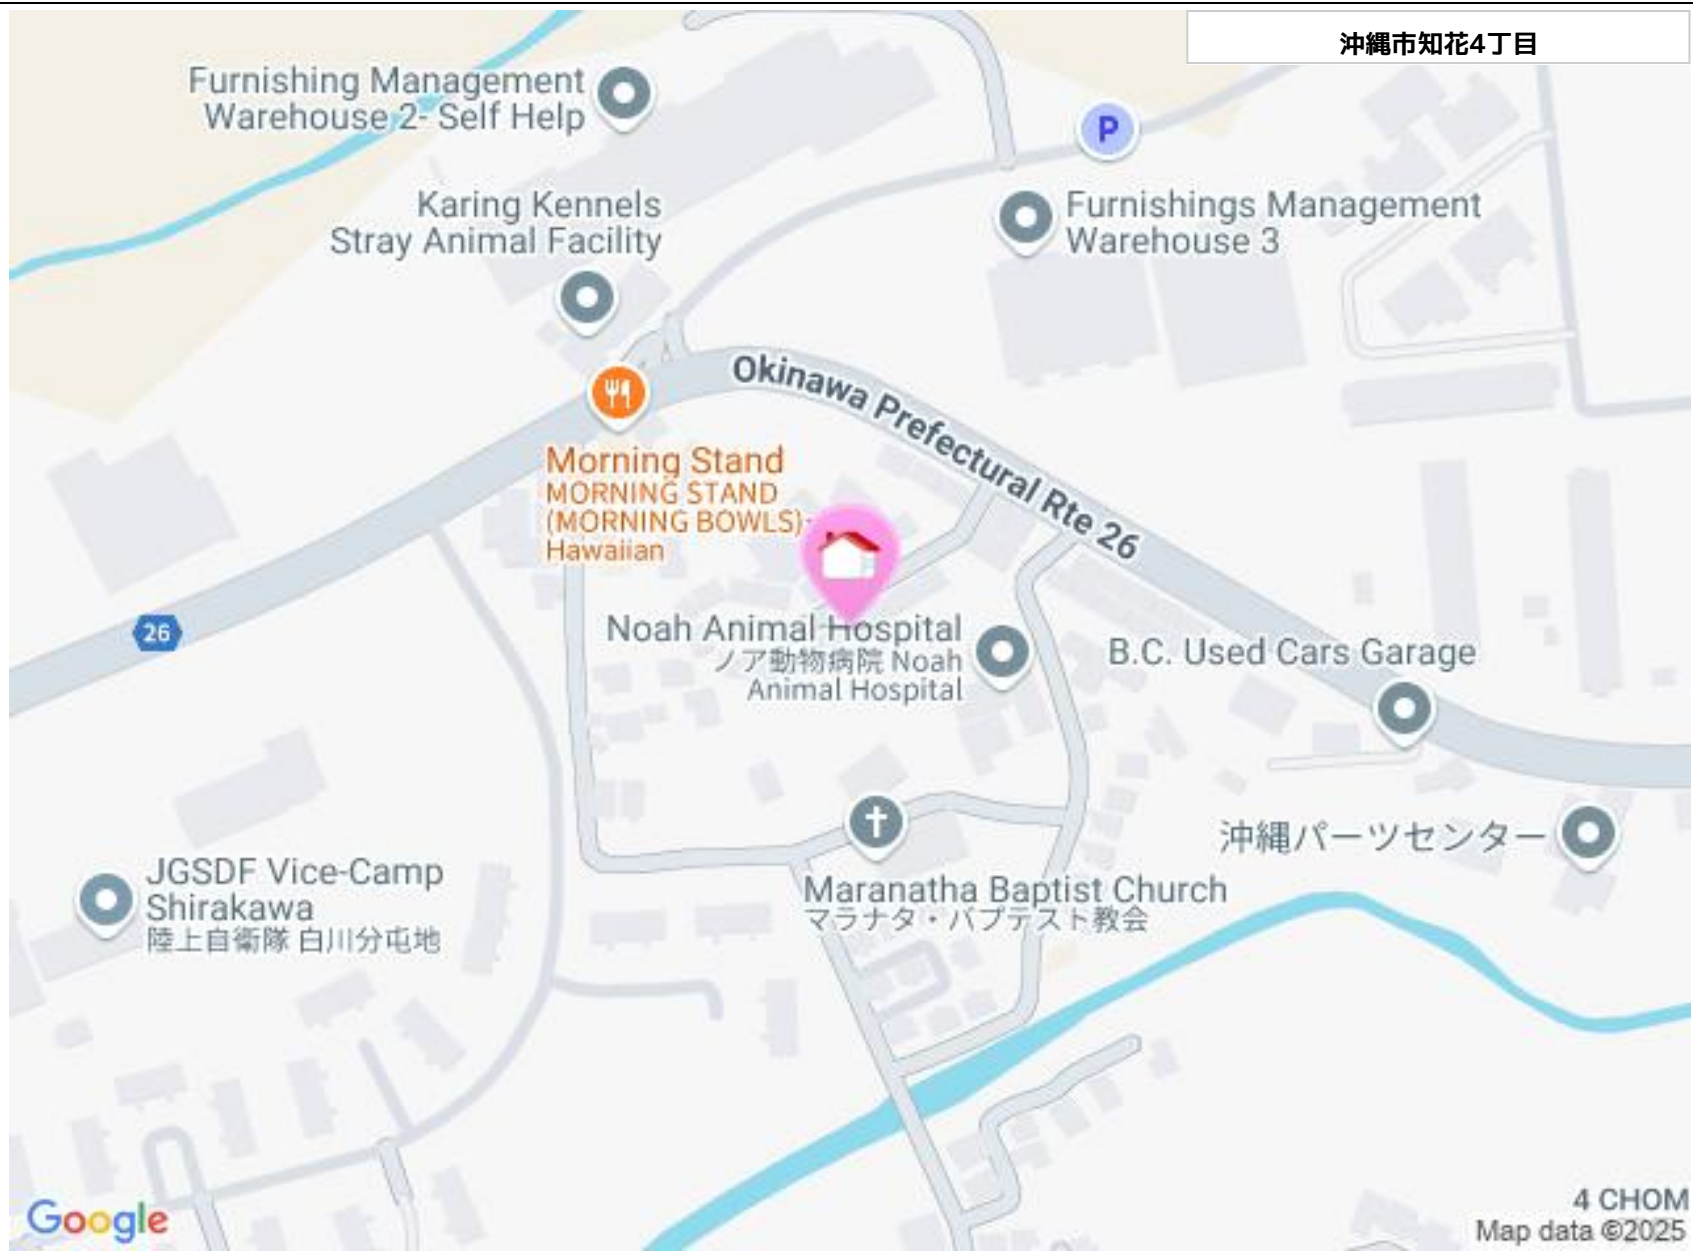 沖縄市知花4丁目
Furnishing Management
Warehouse 2- Self Help
P
Karing Kennels
Stray Animal Facility
Furnishings Management
Warehouse 3
Okinawa Prefectural Rte 26
Morning Stand
MORNING STAND
(MORNING BOWLS)-
Hawaiian
26
Noah Animal Hospital
ノア動物病院 Noah
Animal Hospital
B.C. Used Cars Garage
沖縄パーツセンター
JGSDF Vice-Camp
Shirakawa
陸上自衛隊 白川分屯地
Maranatha Baptist Church
マラナタ・バプテスト教会
Google
4 CHOM
Map data ©2025